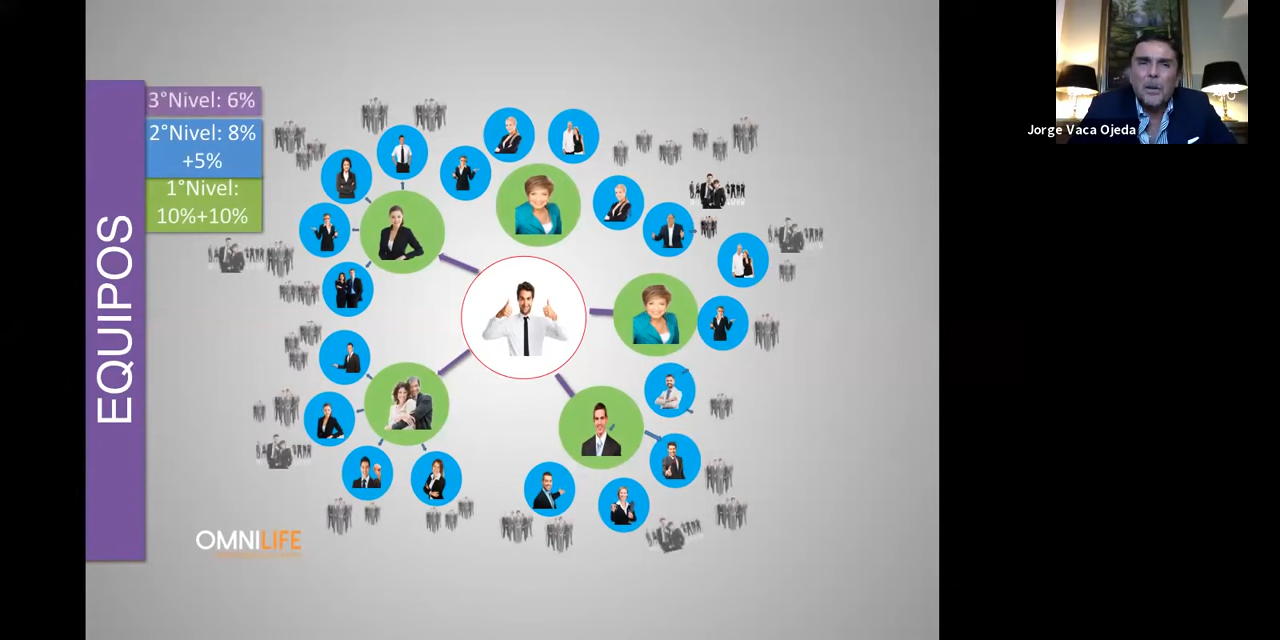 EQUIPOS
3°Nivel: 6%
2°Nivel: 8%
+5%
1°Nivel:
10%+10%
OMNILIFE
Jorge Vaca Ojeda